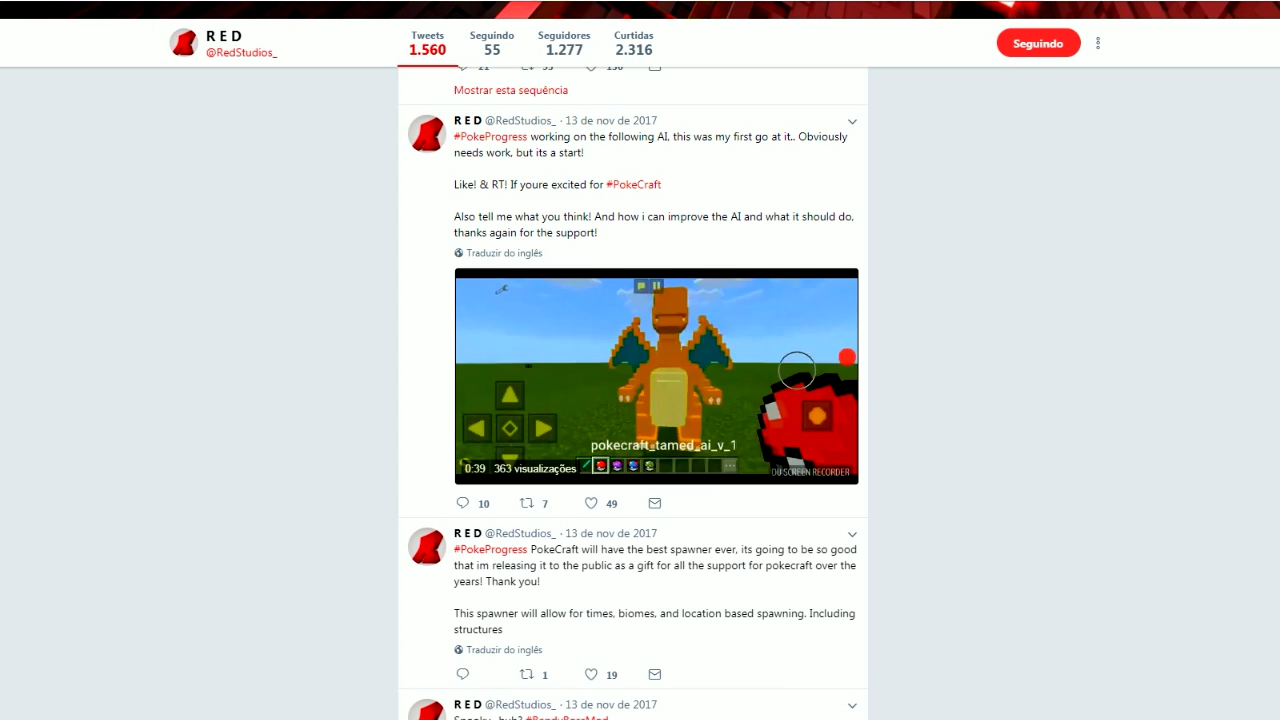 R E D
@RedStudios_
Tweets
1.560
Seguindo
55
Seguidores
1.277
Curtidas
2.316
Seguindo
Mostrar esta sequência
R E D @RedStudios_ · 13 de nov de 2017
#PokeProgress working on the following AI, this was my first go at it.. Obviously
needs work, but its a start!
Like! & RT! If youre excited for #PokeCraft
Also tell me what you think! And how i can improve the AI and what it should do,
thanks again for the support!
Traduzir do inglês
pokecraft_tamed_ai_v_1
0:39 363 visualizações
DU SCREEN RECORDER
10 7 49
R E D @RedStudios_ · 13 de nov de 2017
#PokeProgress PokeCraft will have the best spawner ever, its going to be so good
that im releasing it to the public as a gift for all the support for pokecraft over the
years! Thank you!
This spawner will allow for times, biomes, and location based spawning. Including
structures
Traduzir do inglês
1 19
R E D @RedStudios_ · 13 de nov de 2017